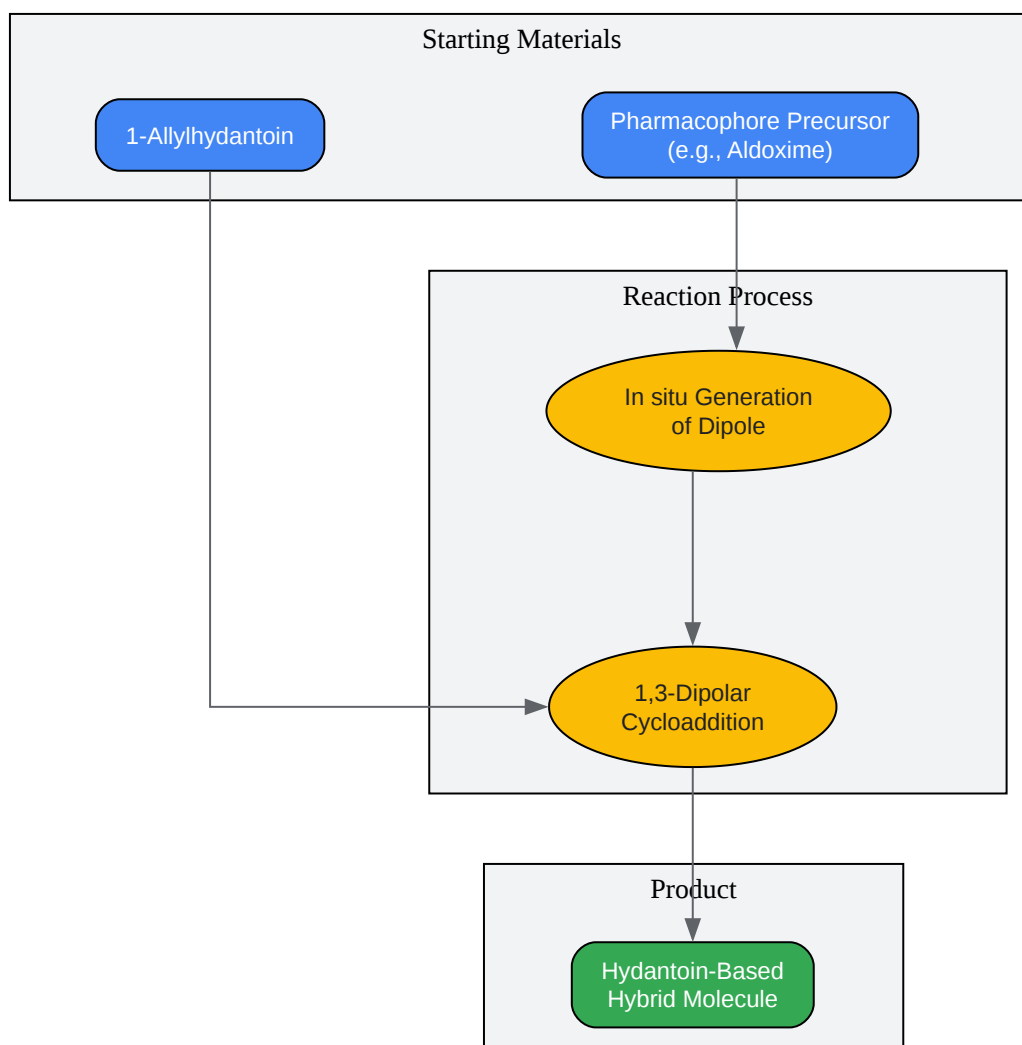 Starting Materials
1-Allylhydantoin
Pharmacophore Precursor
(e.g., Aldoxime)
Reaction Process
In situ Generation
of Dipole
1,3-Dipolar
Cycloaddition
Product
Hydantoin-Based
Hybrid Molecule